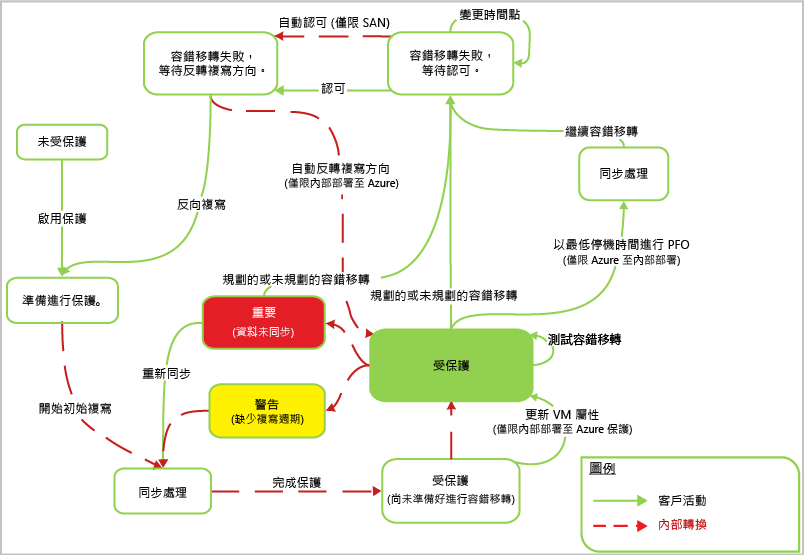 變更時間點
自動認可 (僅限 SAN)
容錯移轉失敗，
等待反轉複寫方向。
容錯移轉失敗，
等待認可。
認可
繼續容錯移轉
未受保護
自動反轉複寫方向
(僅限內部部署至 Azure)
同步處理
啟用保護
反向複寫
以最低停機時間進行 PFO
(僅限 Azure 至內部部署)
規劃的或未規劃的容錯移轉
規劃的或未規劃的容錯移轉
準備進行保護。
重要
(資料未同步)
測試容錯移轉
受保護
重新同步
開始初始複寫
警告
(缺少複寫週期)
更新 VM 屬性
(僅限內部部署至 Azure 保護)
圖例
完成保護
受保護
(尚未準備好進行容錯移轉)
同步處理
客戶活動
內部轉換